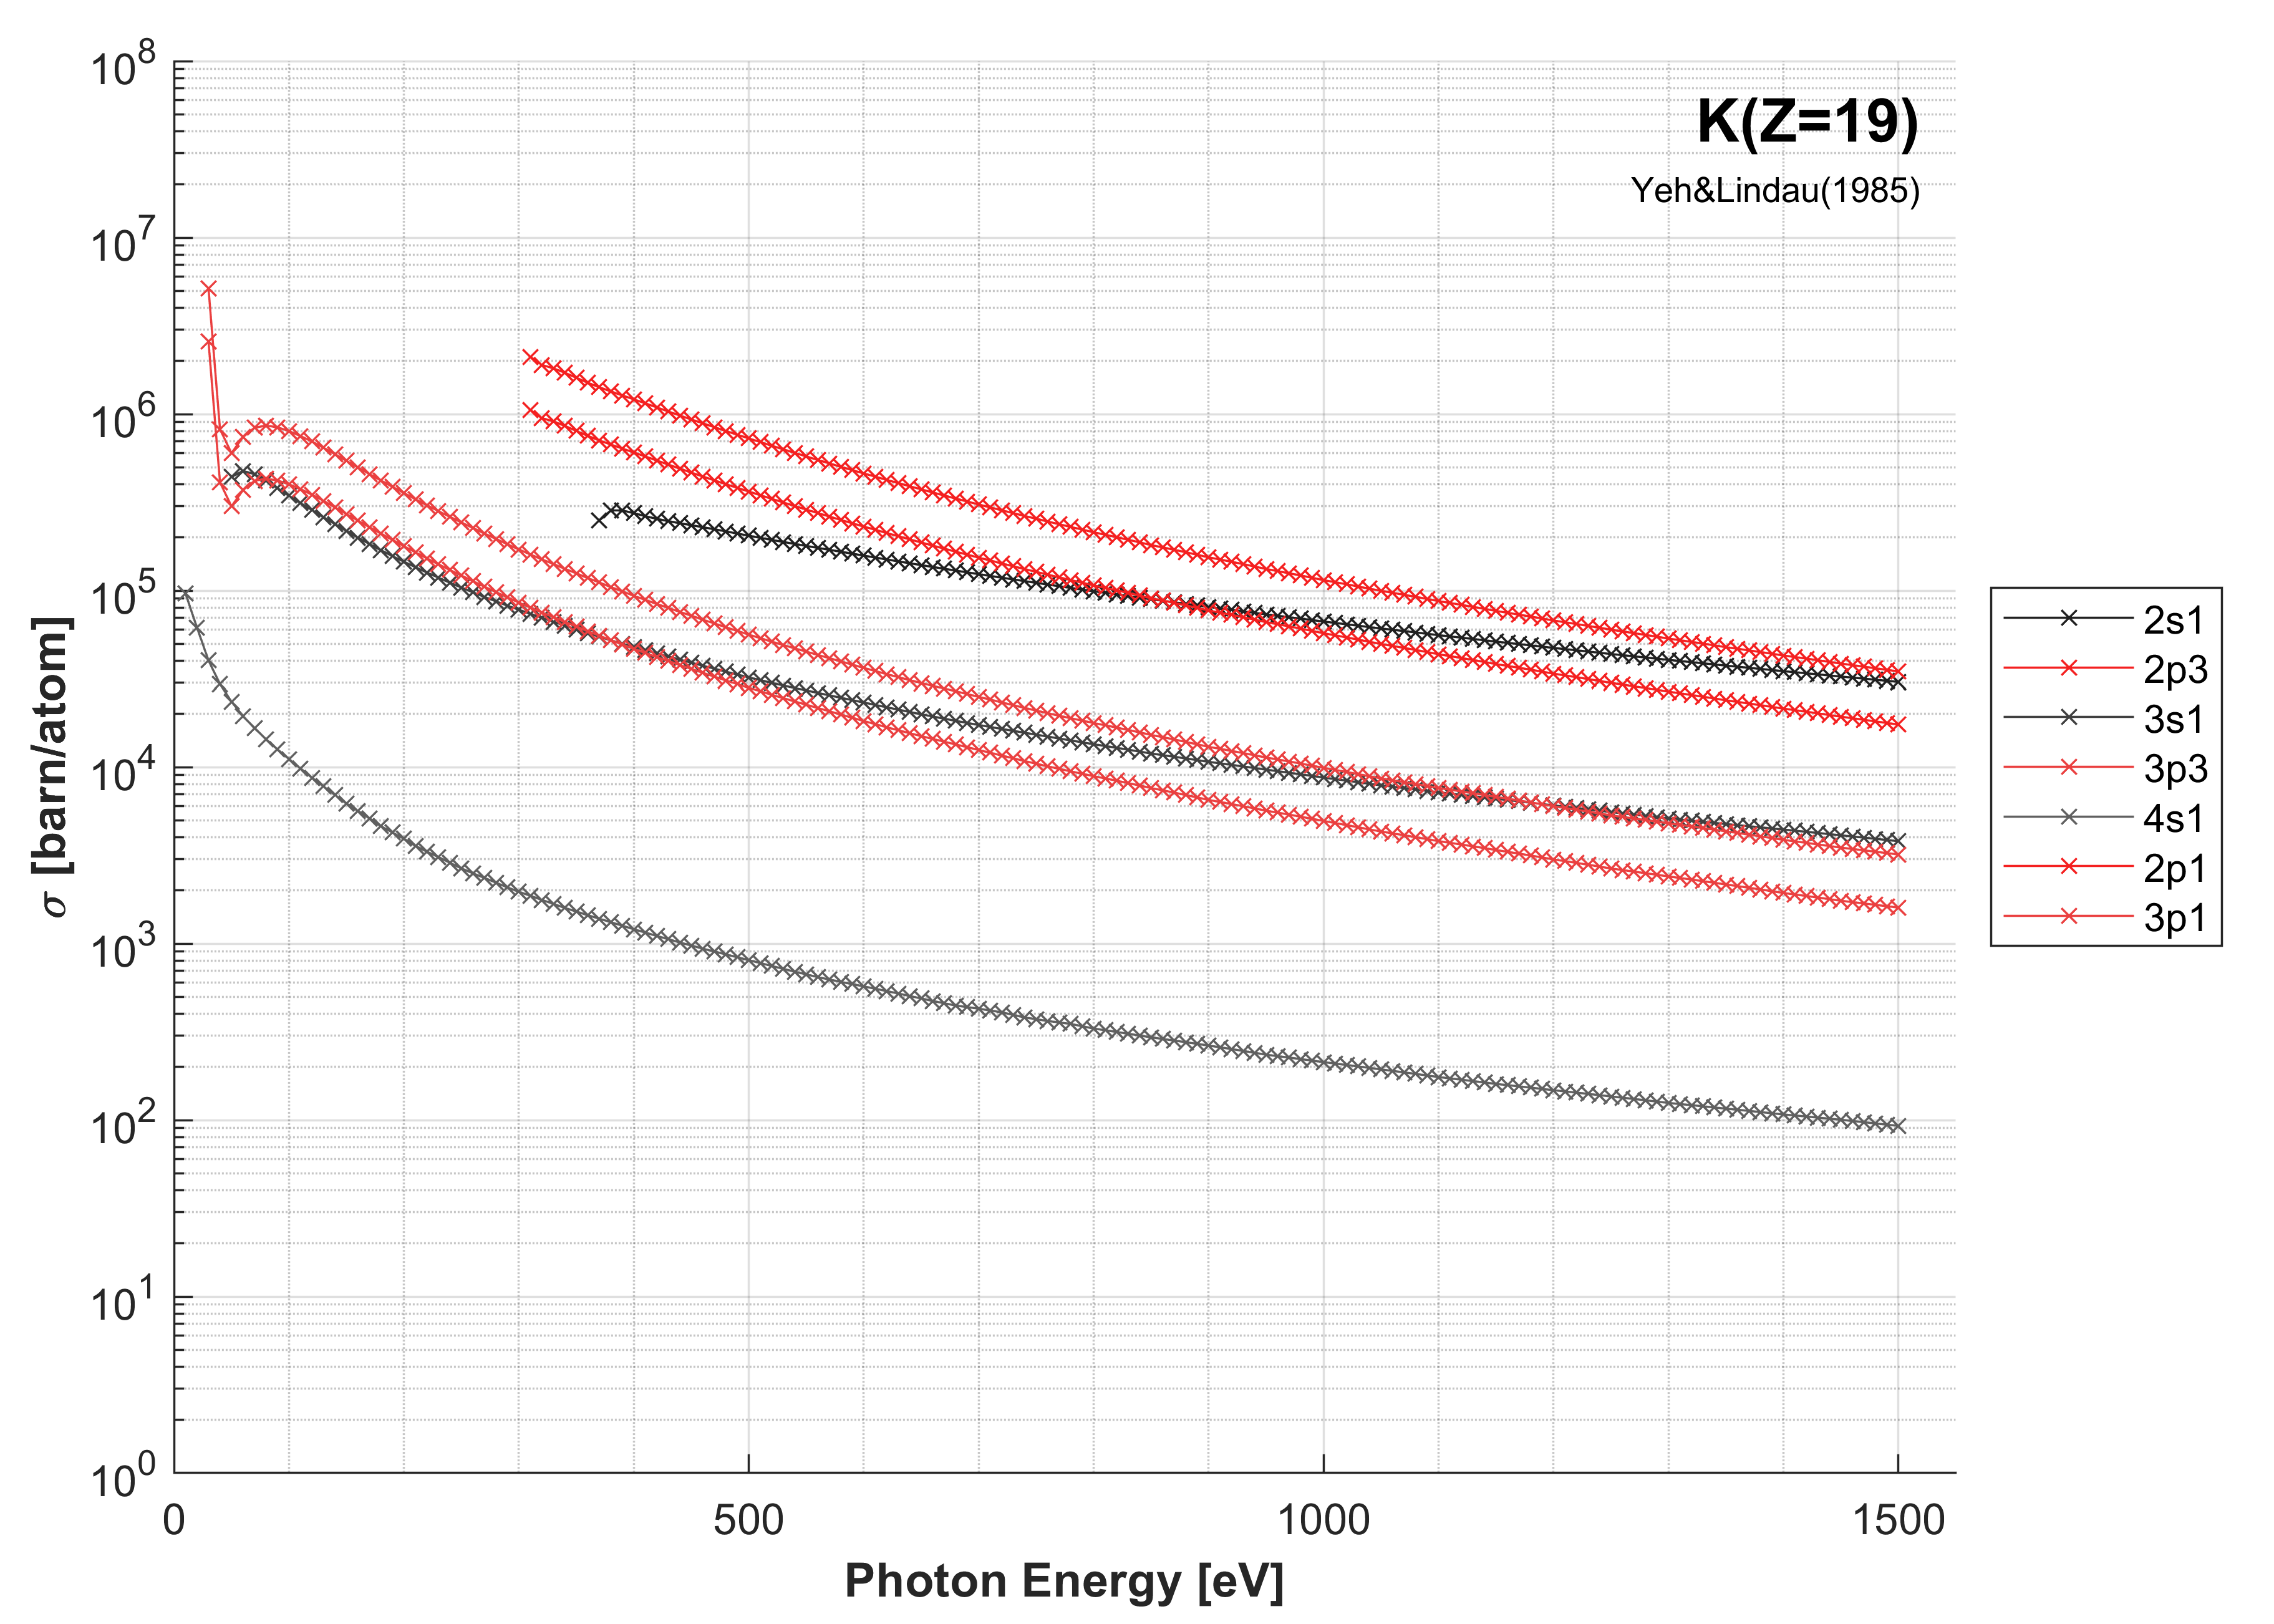 K(Z=19)
Yeh&Lindau(1985)
10^8
10^7
10^6
10^5
10^4
10^3
10^2
10^1
10^0
σ [barn/atom]
0 500 1000 1500
Photon Energy [eV]
2s1
2p3
3s1
3p3
4s1
2p1
3p1